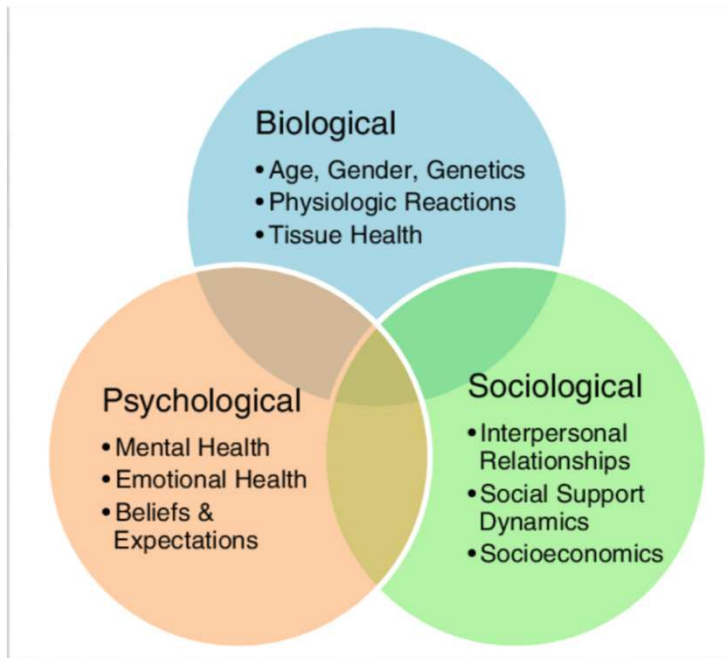 Biological
• Age, Gender, Genetics
• Physiologic Reactions
• Tissue Health
Psychological
• Mental Health
• Emotional Health
• Beliefs &
Expectations
Sociological
• Interpersonal
Relationships
• Social Support
Dynamics
• Socioeconomics